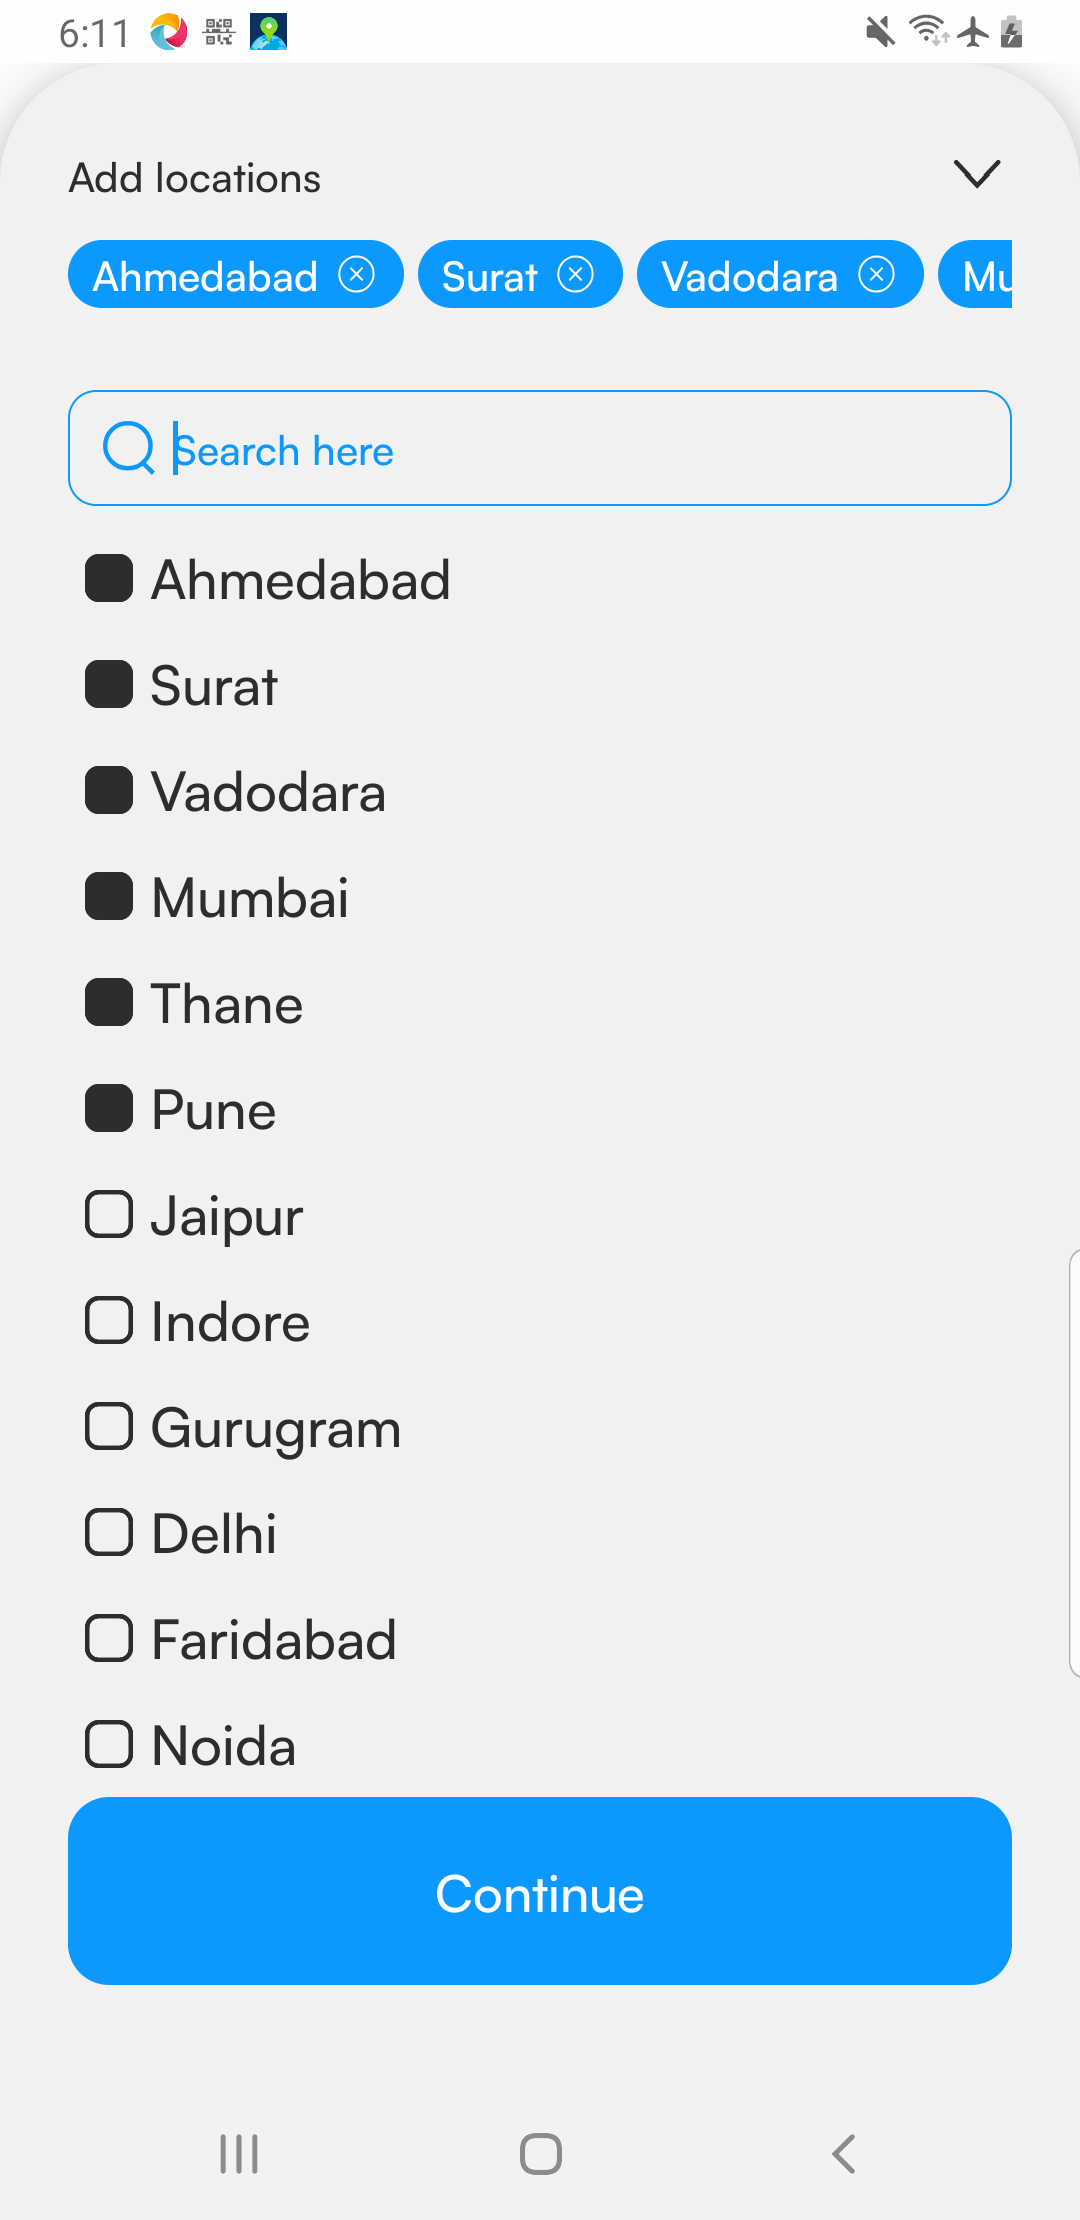 6:11
Add locations
Ahmedabad Surat Vadodara Mu
Search here
Ahmedabad
Surat
Vadodara
Mumbai
Thane
Pune
Jaipur
Indore
Gurugram
Delhi
Faridabad
Noida
Continue